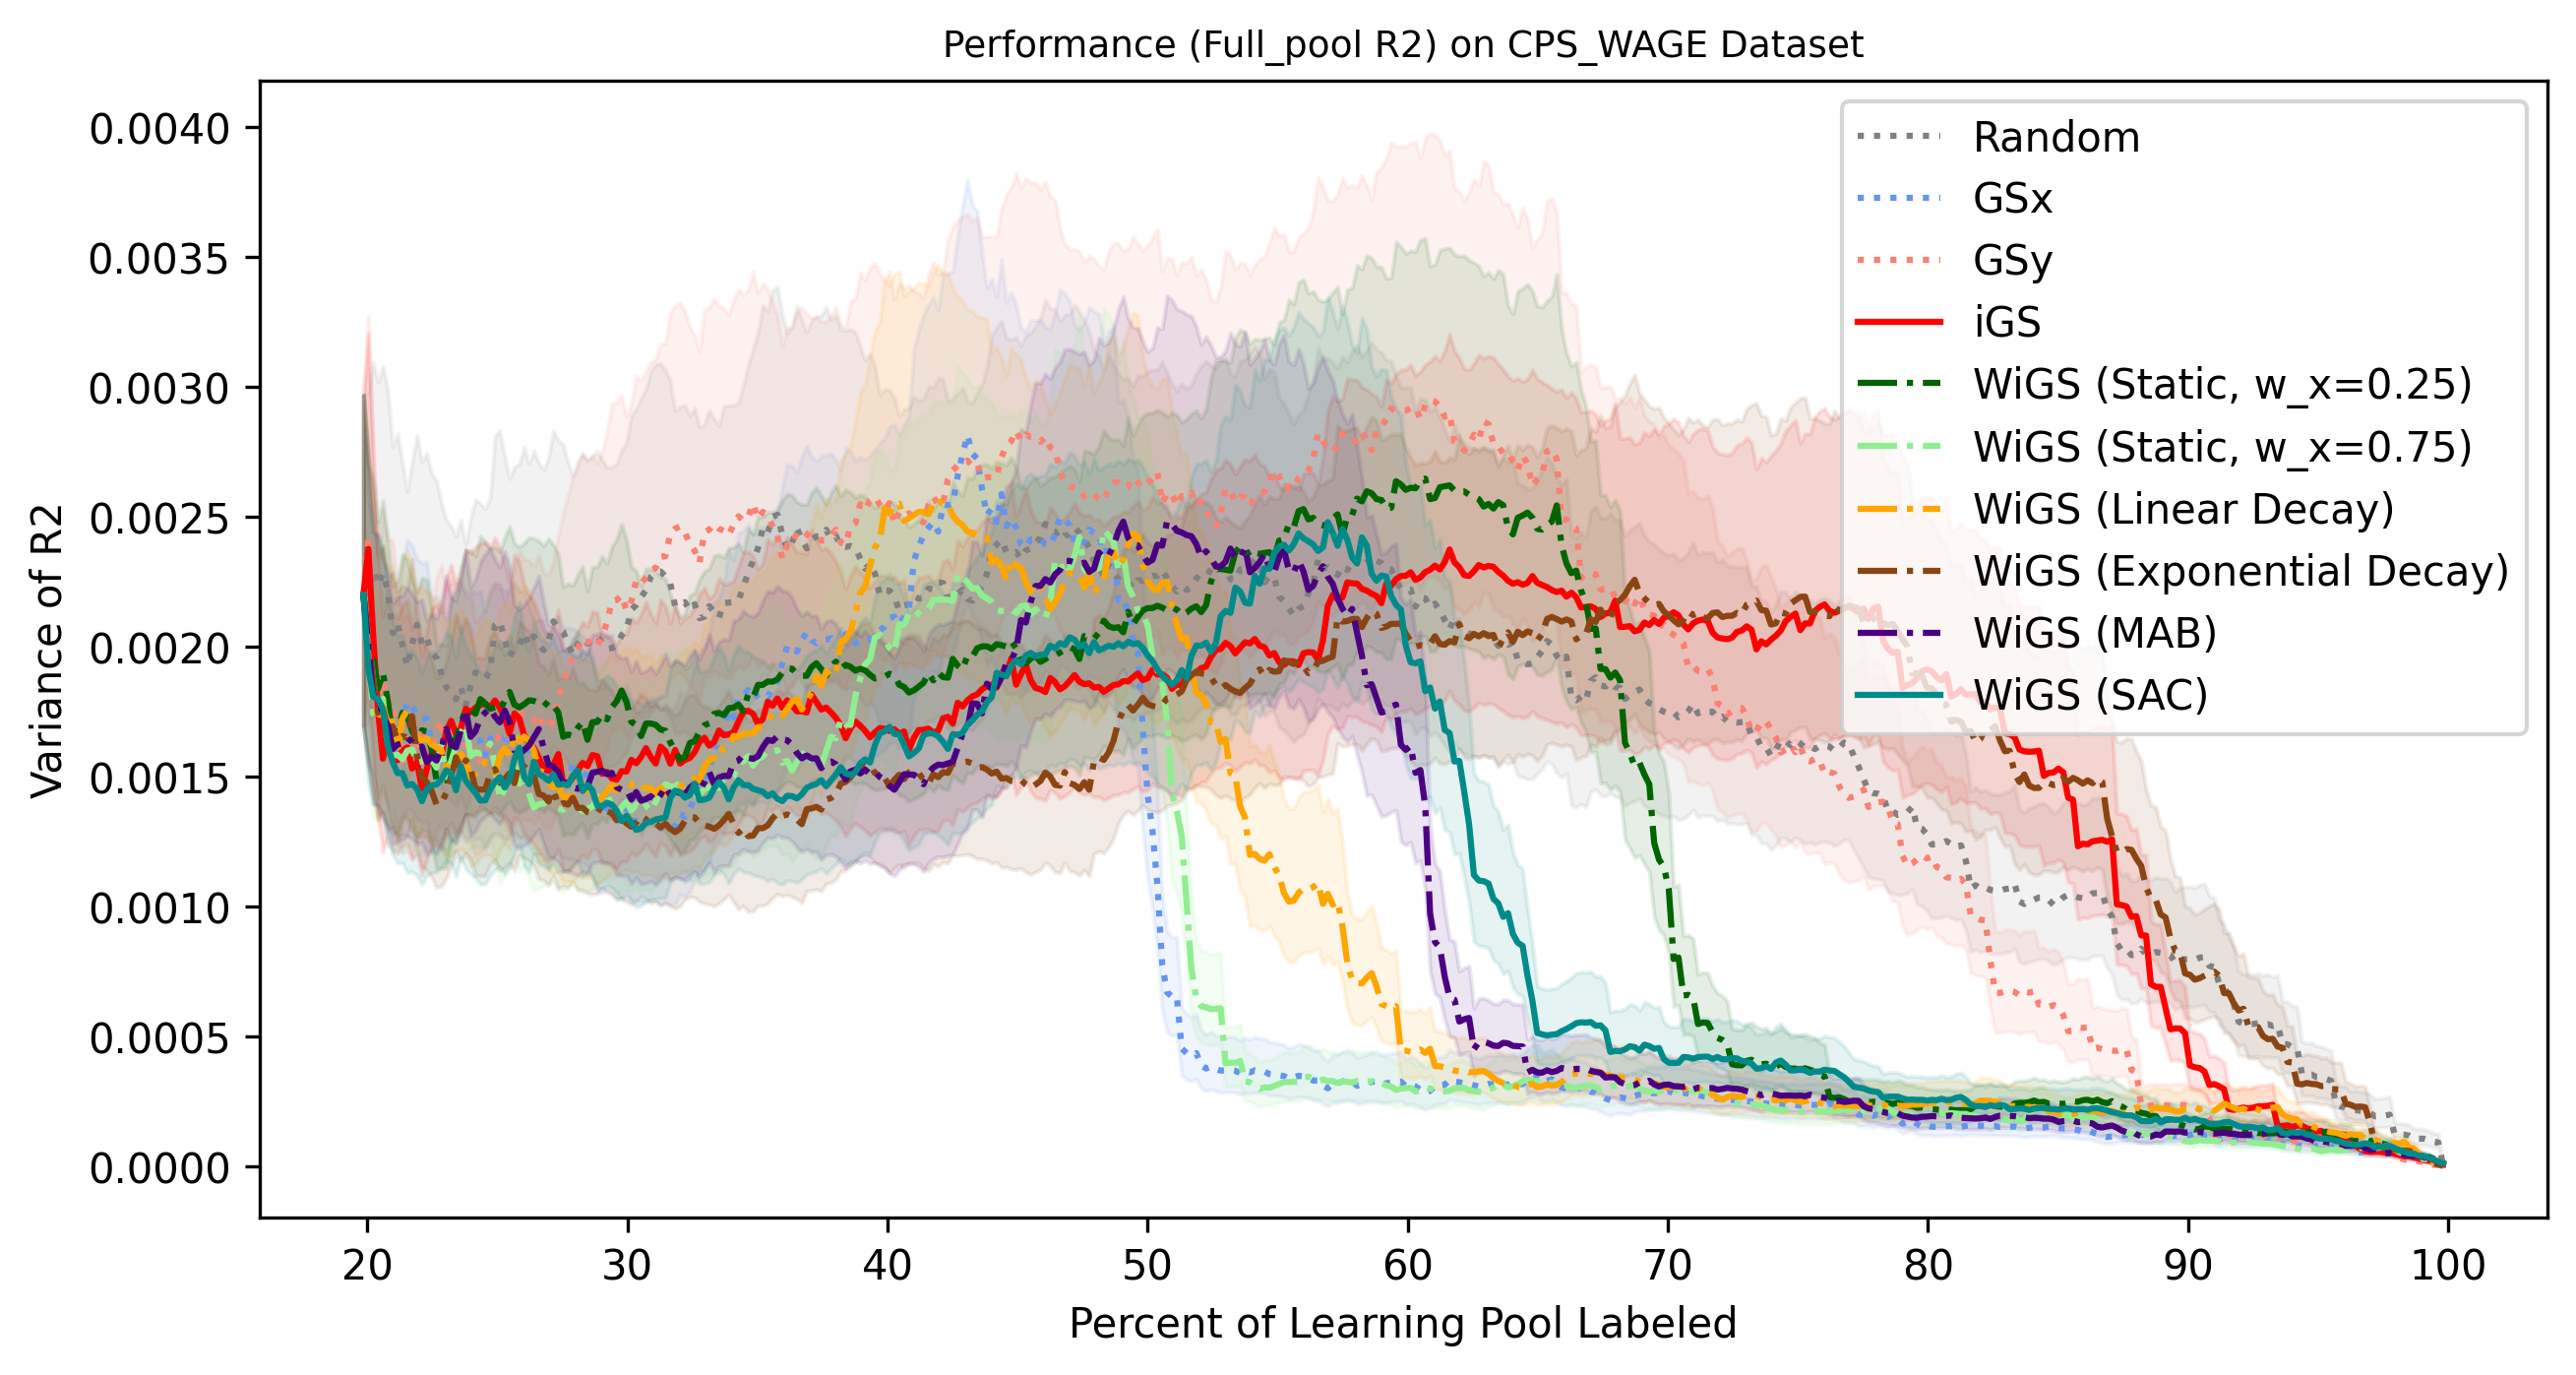 Performance (Full_pool R2) on CPS_WAGE Dataset
Variance of R2
0.0040
0.0035
0.0030
0.0025
0.0020
0.0015
0.0010
0.0005
0.0000
Random
GSx
GSy
iGS
WiGS (Static, w_x=0.25)
WiGS (Static, w_x=0.75)
WiGS (Linear Decay)
WiGS (Exponential Decay)
WiGS (MAB)
WiGS (SAC)
20 30 40 50 60 70 80 90 100
Percent of Learning Pool Labeled